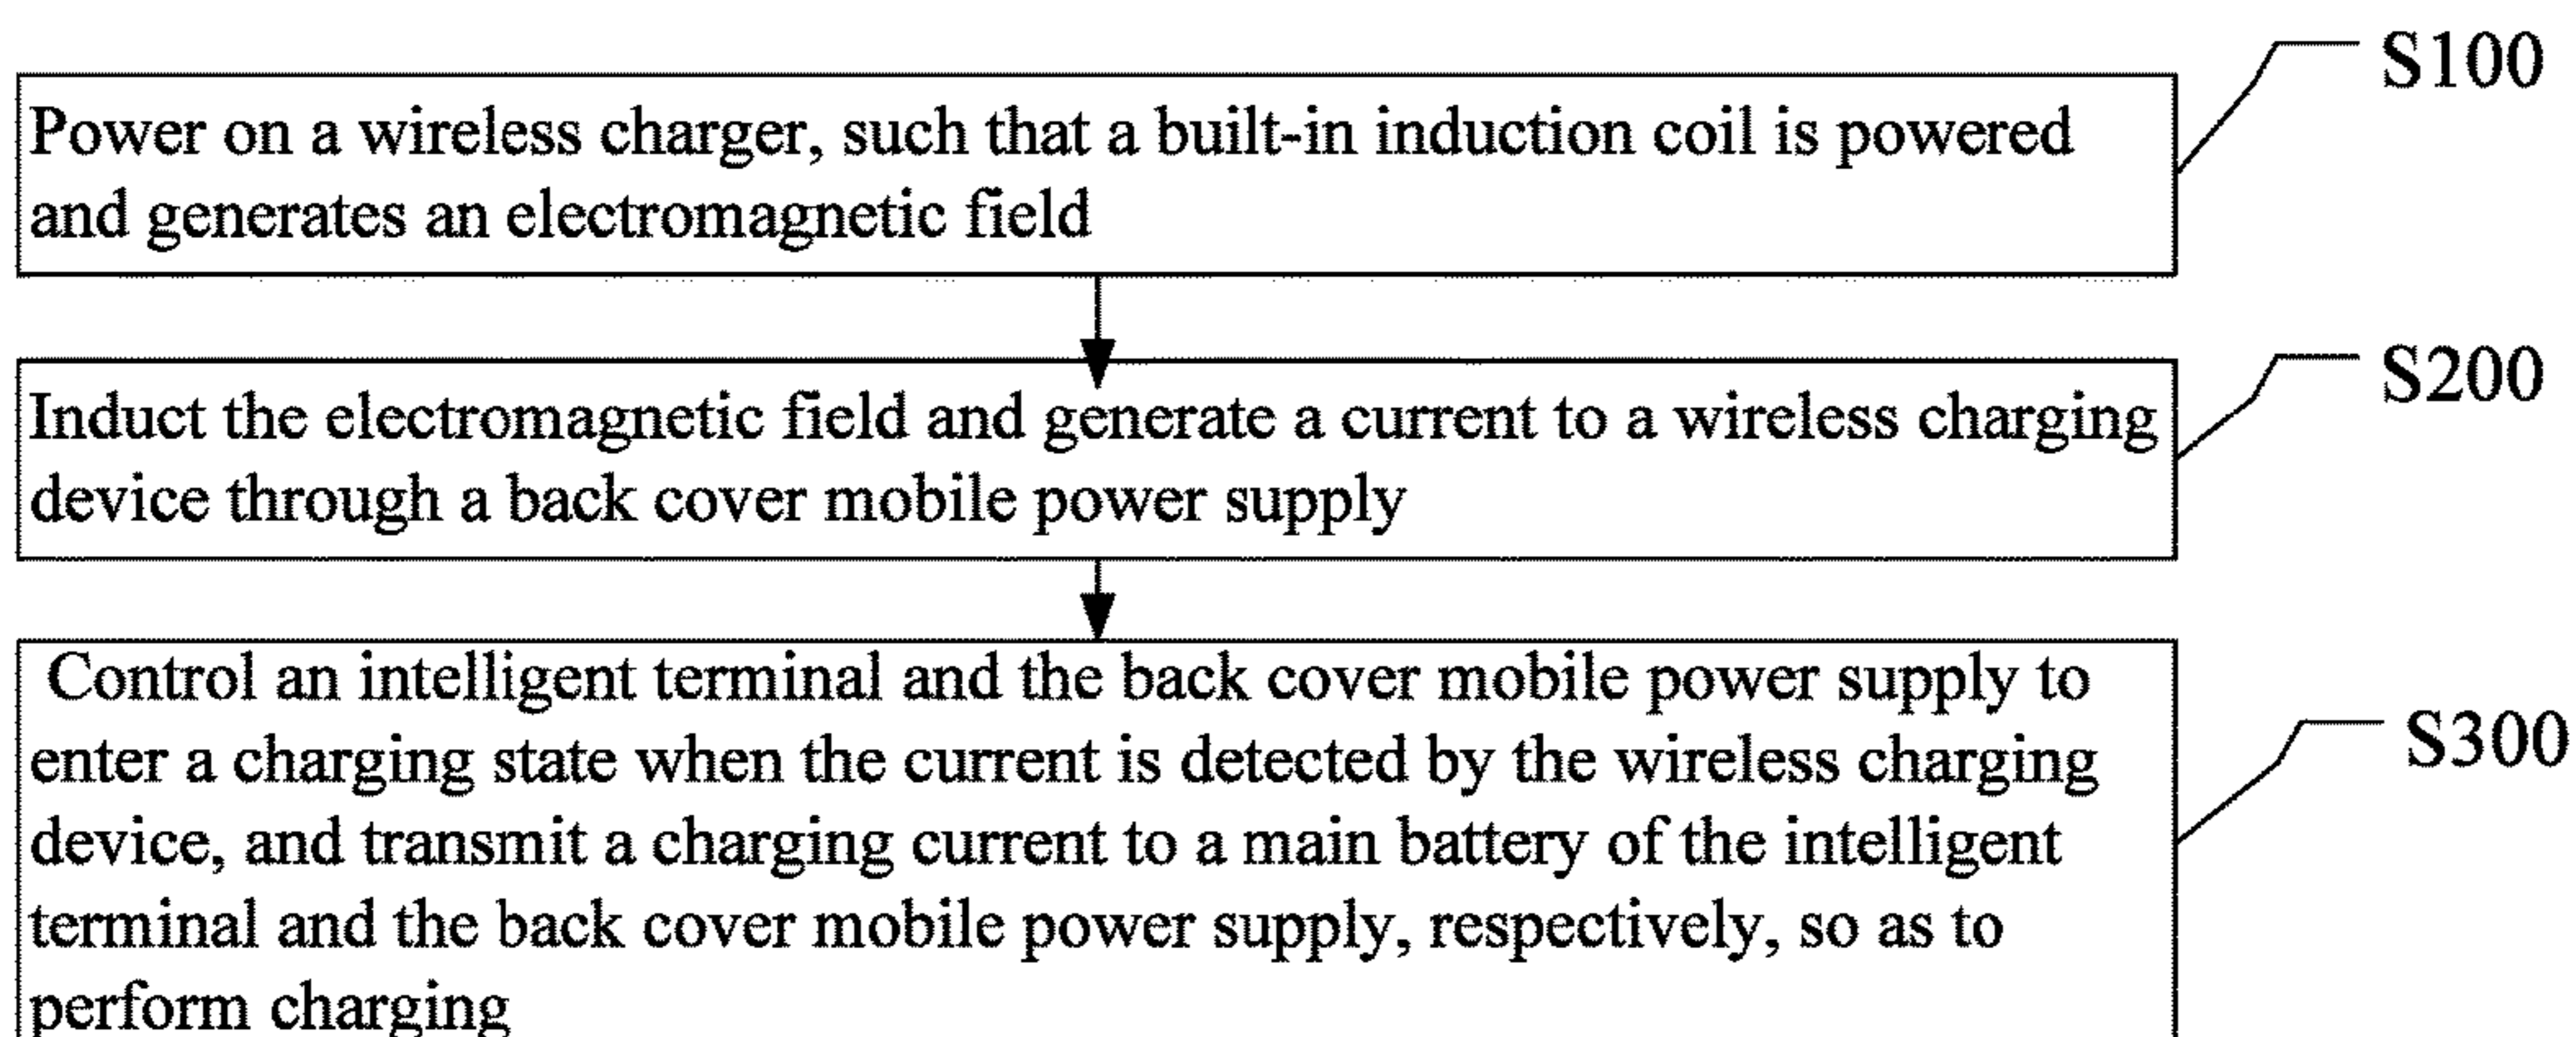 S100
Power on a wireless charger, such that a built-in induction coil is powered
and generates an electromagnetic field
S200
Induct the electromagnetic field and generate a current to a wireless charging
device through a back cover mobile power supply
Control an intelligent terminal and the back cover mobile power supply to
enter a charging state when the current is detected by the wireless charging
S300
device, and transmit a charging current to a main battery of the intelligent
terminal and the back cover mobile power supply, respectively, so as to
perform charging